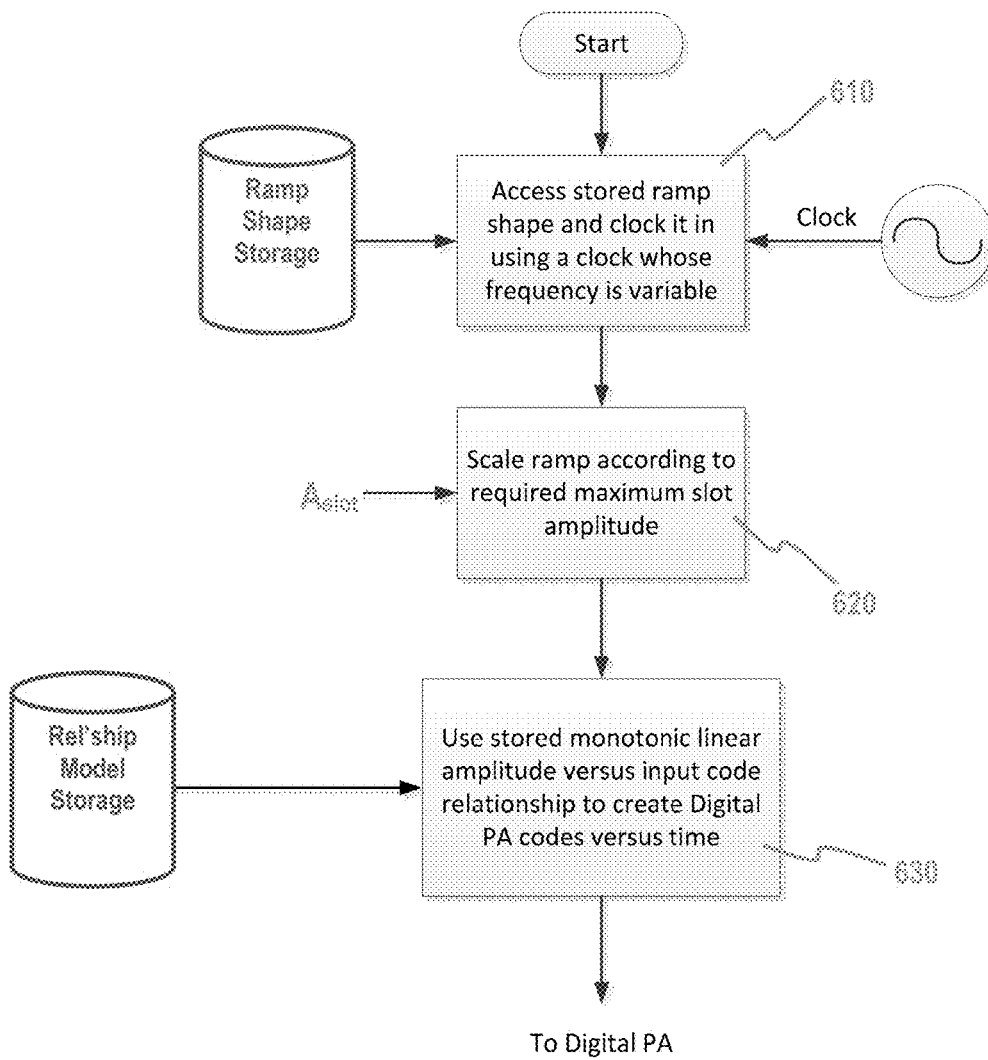 Start
610
Ramp
Shape
Storage
Access stored ramp
shape and clock it in
using a clock whose
frequency is variable
Clock
Scale ramp according to
required maximum slot
amplitude
Aslot
620
Rel'ship
Model
Storage
Use stored monotonic linear
amplitude versus input code
relationship to create Digital
PA codes versus time
630
To Digital PA